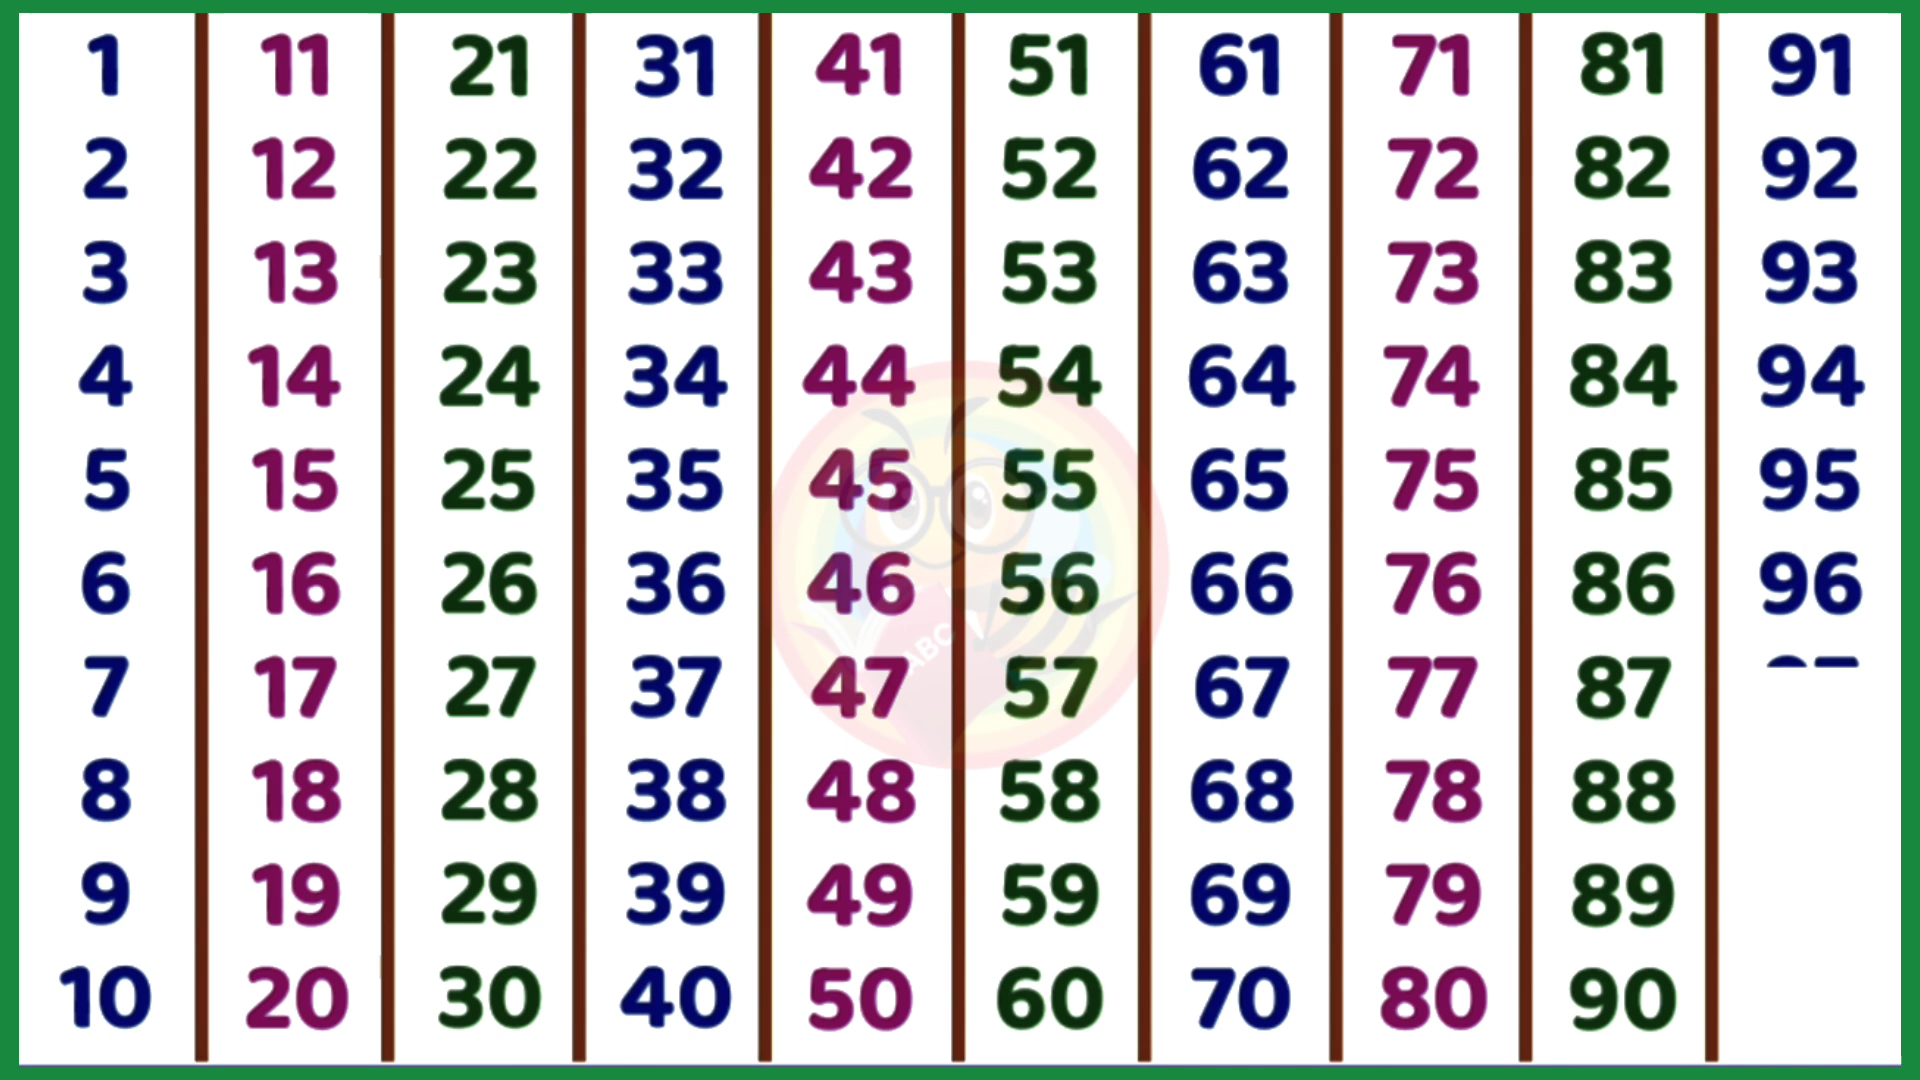 1 11 21 31 41 51 61 71 81 91
2 12 22 32 42 52 62 72 82 92
3 13 23 33 43 53 63 73 83 93
4 14 24 34 44 54 64 74 84 94
5 15 25 35 45 55 65 75 85 95
6 16 26 36 46 56 66 76 86 96
7 17 27 37 47 57 67 77 87
8 18 28 38 48 58 68 78 88
9 19 29 39 49 59 69 79 89
10 20 30 40 50 60 70 80 90
ABC